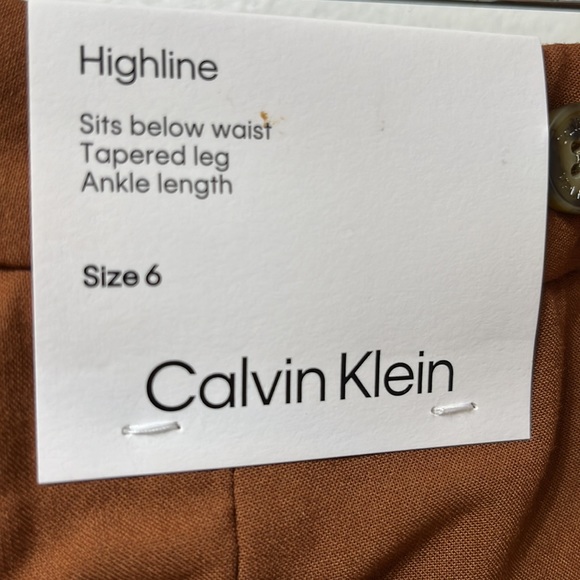 Highline
Sits below waist
Tapered leg
Ankle length
Size 6
Calvin Klein